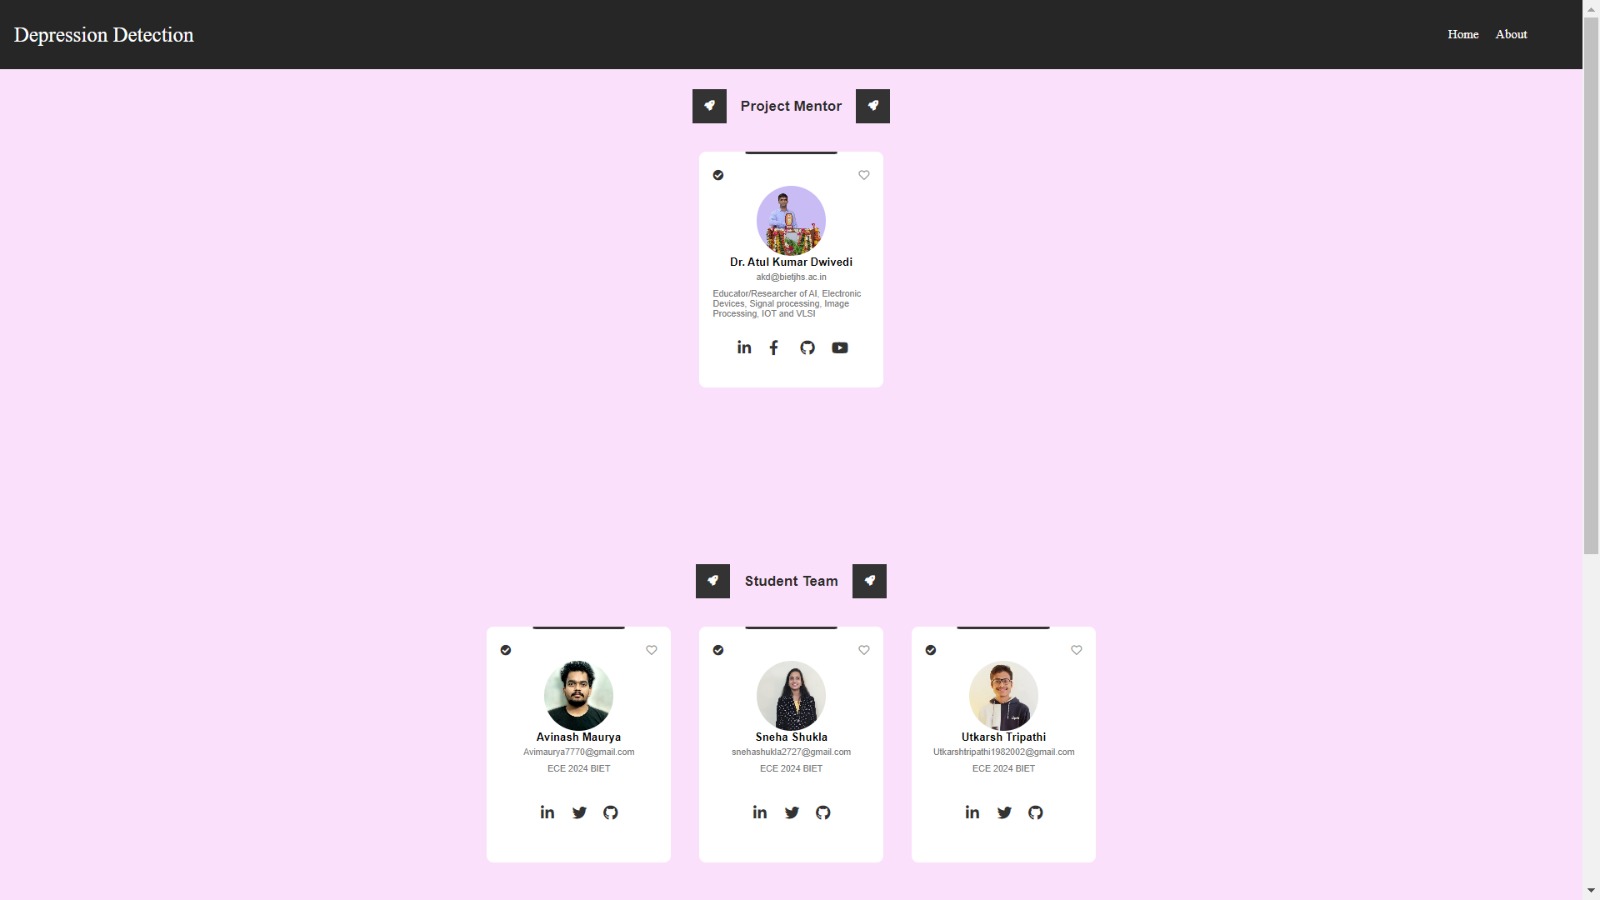 Depression Detection
Home About
Project Mentor
Dr. Atul Kumar Dwivedi
akd@bietjhs.ac.in
Educator/Researcher of AI, Electronic
Devices, Signal processing, Image
Processing, IOT and VLSI
Student Team
Avinash Maurya
Avimaurya7770@gmail.com
ECE 2024 BIET
Sneha Shukla
snehashukla2727@gmail.com
ECE 2024 BIET
Utkarsh Tripathi
Utkarshtripathi1982002@gmail.com
ECE 2024 BIET